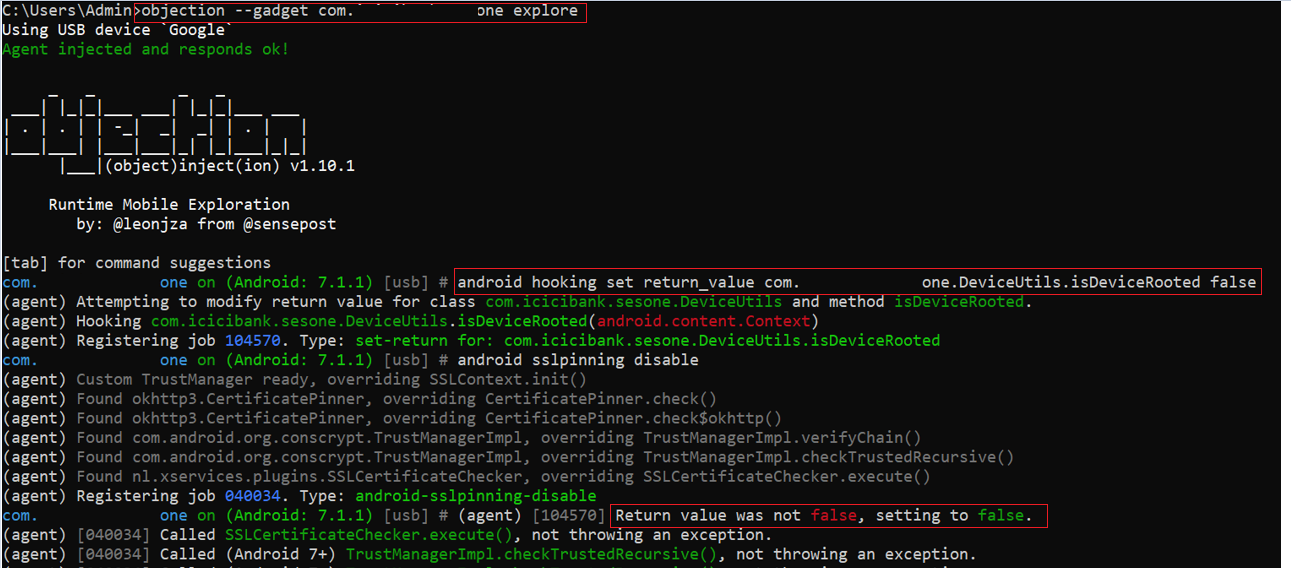 C:\Users\Admin>objection --gadget com. one explore
Using USB device `Google`
Agent injected and responds ok!
objection
|___|(object)inject(ion) v1.10.1
Runtime Mobile Exploration
by: @leonjza from @sensepost
[tab] for command suggestions
com. one on (Android: 7.1.1) [usb] # android hooking set return_value com. one.DeviceUtils.isDeviceRooted false
(agent) Attempting to modify return value for class com.icicibank.sesone.DeviceUtils and method isDeviceRooted.
(agent) Hooking com.icicibank.sesone.DeviceUtils.isDeviceRooted(android.content.Context)
(agent) Registering job 104570. Type: set-return for: com.icicibank.sesone.DeviceUtils.isDeviceRooted
com. one on (Android: 7.1.1) [usb] # android sslpinning disable
(agent) Custom TrustManager ready, overriding SSLContext.init()
(agent) Found okhttp3.CertificatePinner, overriding CertificatePinner.check()
(agent) Found okhttp3.CertificatePinner, overriding CertificatePinner.check$okhttp()
(agent) Found com.android.org.conscrypt.TrustManagerImpl, overriding TrustManagerImpl.verifyChain()
(agent) Found com.android.org.conscrypt.TrustManagerImpl, overriding TrustManagerImpl.checkTrustedRecursive()
(agent) Found nl.xservices.plugins.SSLCertificateChecker, overriding SSLCertificateChecker.execute()
(agent) Registering job 040034. Type: android-sslpinning-disable
com. one on (Android: 7.1.1) [usb] # (agent) [104570] Return value was not false, setting to false.
(agent) [040034] Called SSLCertificateChecker.execute(), not throwing an exception.
(agent) [040034] Called (Android 7+) TrustManagerImpl.checkTrustedRecursive(), not throwing an exception.